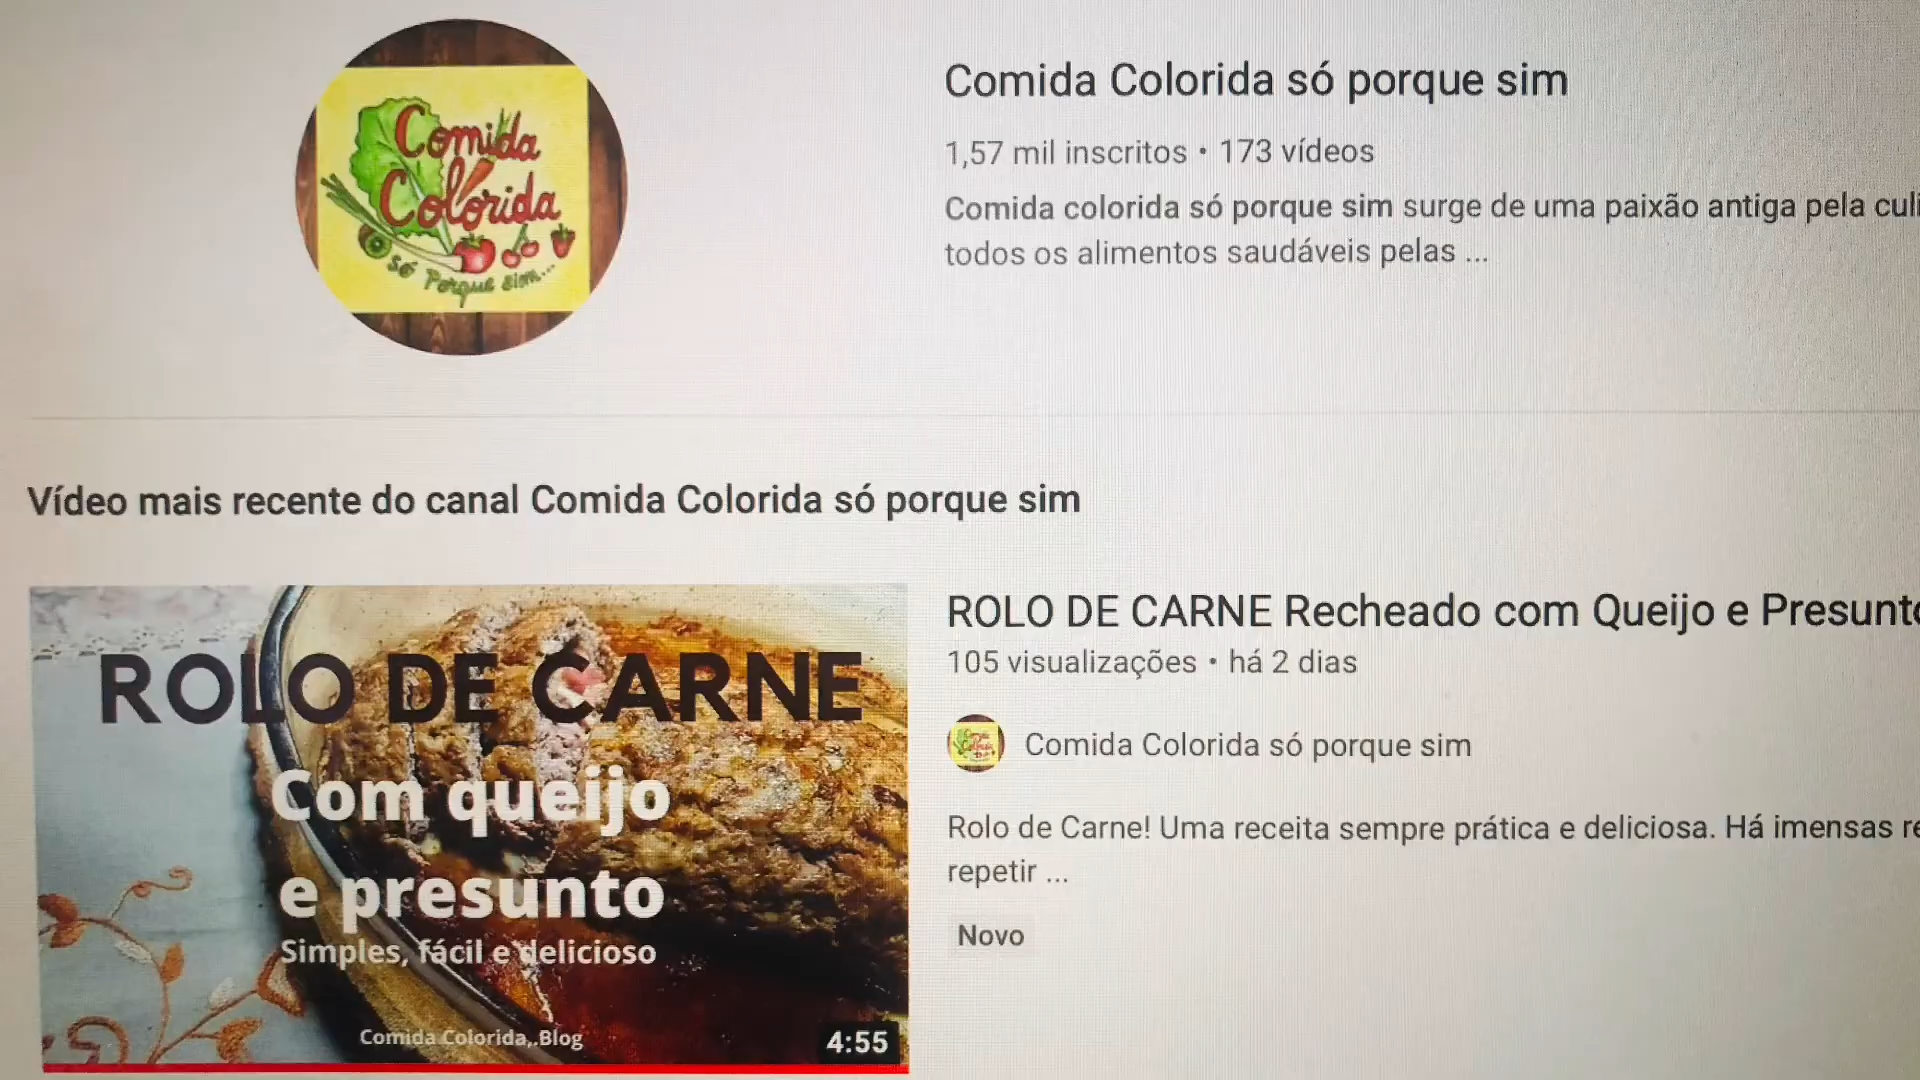 Comida
Colorida
só Porque sim...
Comida Colorida só porque sim
1,57 mil inscritos • 173 vídeos
Comida colorida só porque sim surge de uma paixão antiga pela culi
todos os alimentos saudáveis pelas ...
Vídeo mais recente do canal Comida Colorida só porque sim
ROLO DE CARNE
Com queijo
e presunto
Simples, fácil e delicioso
Comida Colorida,.Blog
4:55
ROLO DE CARNE Recheado com Queijo e Presunto
105 visualizações • há 2 dias
Comida Colorida só porque sim
Rolo de Carne! Uma receita sempre prática e deliciosa. Há imensas re
repetir ...
Novo